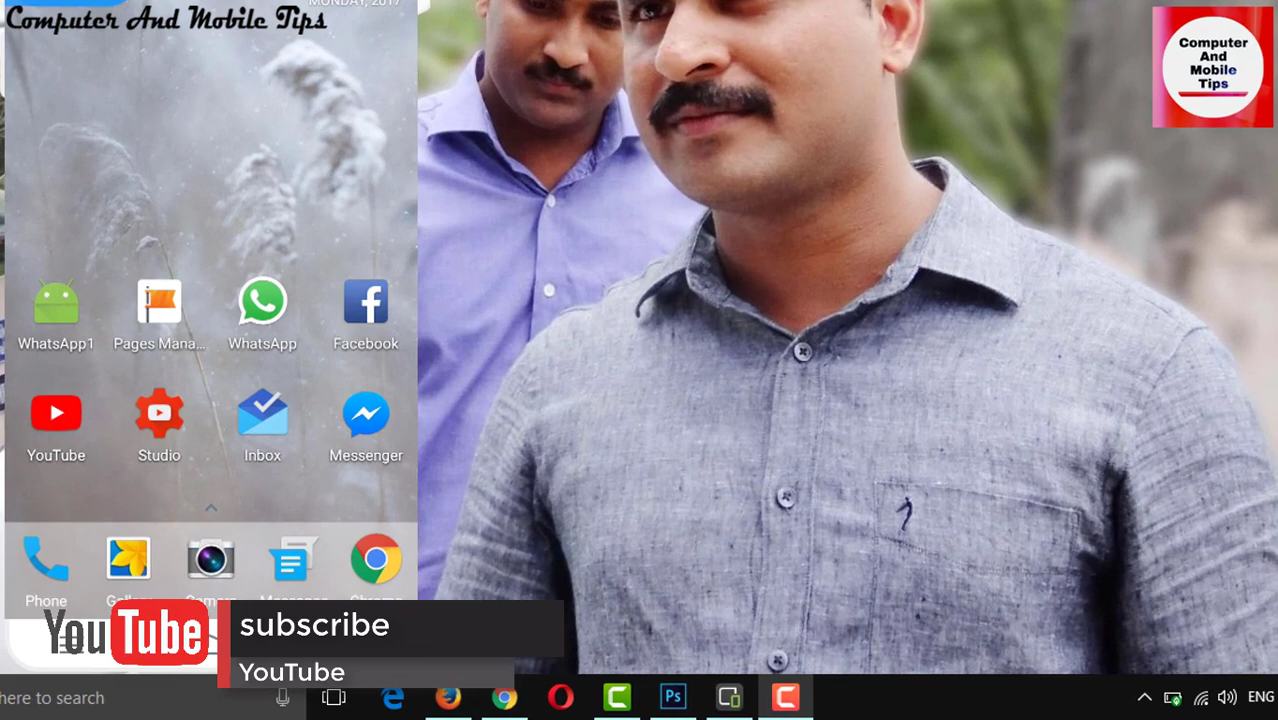 MONDAY, 2017
Computer And Mobile Tips
Computer
And
Mobile
Tips
WhatsApp1
Pages Mana...
WhatsApp
Facebook
YouTube
Studio
Inbox
Messenger
Phone
YouTube
subscribe
YouTube
here to search
Ps
ENG